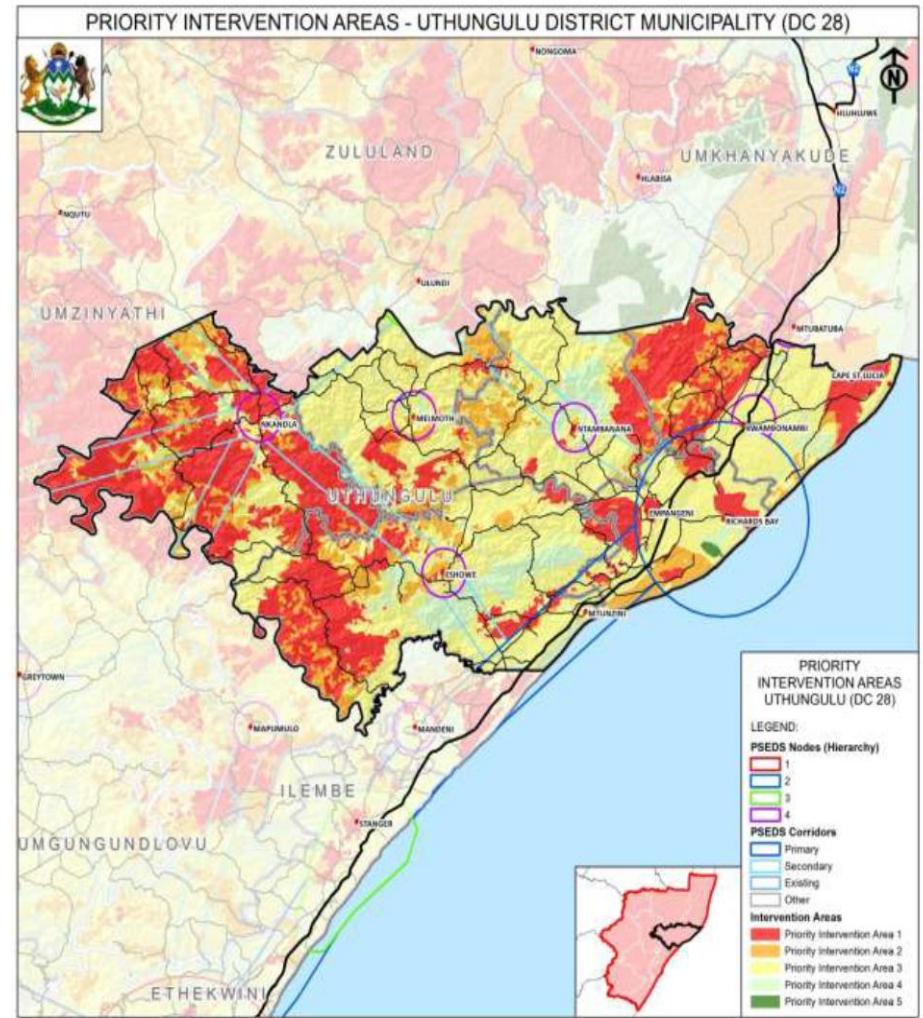 PRIORITY INTERVENTION AREAS - UTHUNGULU DISTRICT MUNICIPALITY (DC 28)
NONGOMA
N2
N
HLUHLUWE
ZULULAND
UMKHANYAKUDE
HLABISA
N2
NQUTU
ULUNDI
UMZINYATHI
MTUBATUBA
CAPE ST.LUCIA
MELMOTH
NKANDLA
NTAMBANANA
KWAMBONAMBI
UTHUNGULU
EMPANGENI
RICHARDS BAY
ESHOWE
MTUNZINI
GREYTOWN
MAPUMULO
MANDENI
ILEMBE
STANGER
UMGUNGUNDLOVU
ETHEKWINI
PRIORITY
INTERVENTION AREAS
UTHUNGULU (DC 28)
LEGEND:
PSEDS Nodes (Hierarchy)
1
2
3
4
PSEDS Corridors
Primary
Secondary
Existing
Other
Intervention Areas
Priority Intervention Area 1
Priority Intervention Area 2
Priority Intervention Area 3
Priority Intervention Area 4
Priority Intervention Area 5